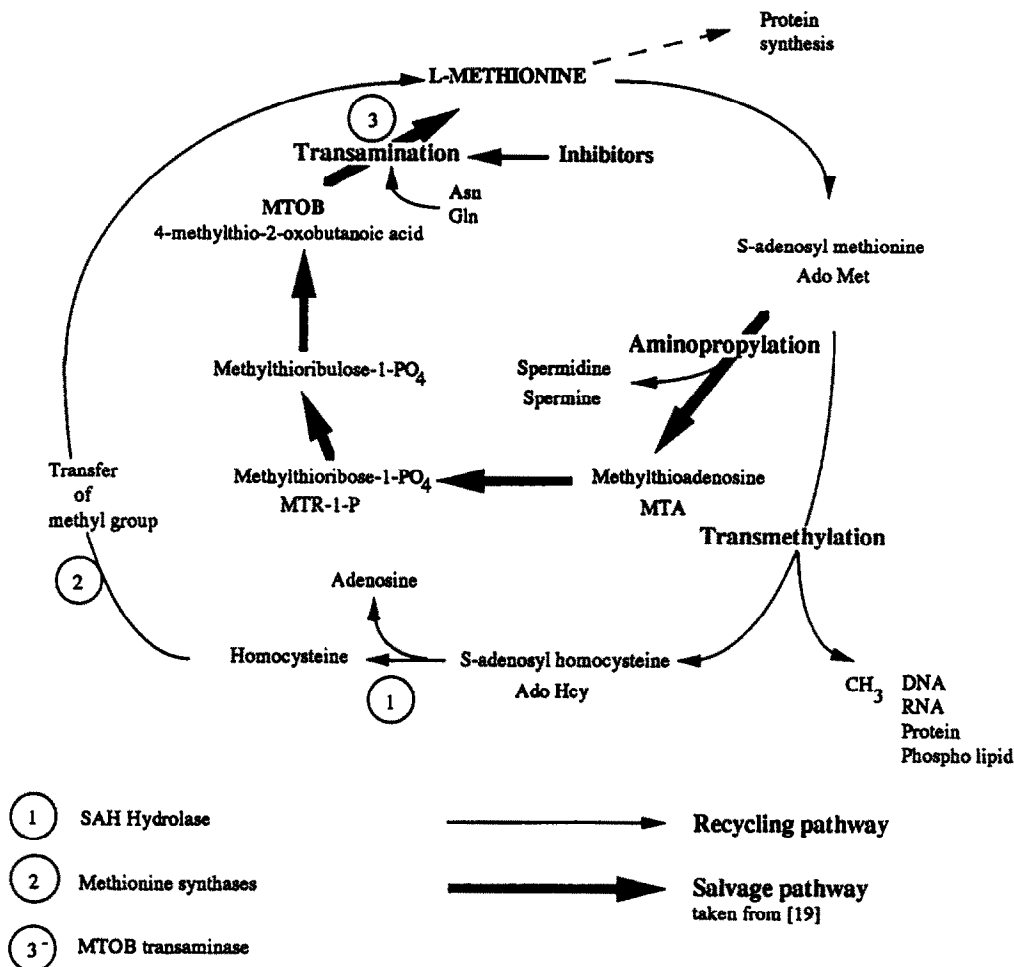 Protein
synthesis
L-METHIONINE
3
Transamination
Inhibitors
Asn
Gln
MTOB
4-methylthio-2-oxobutanoic acid
S-adenosyl methionine
Ado Met
Aminopropylation
Methylthioribulose-1-PO4
Spermidine
Spermine
Transfer
of
methyl group
Methylthioribose-1-PO4
MTR-1-P
Methylthioadenosine
MTA
Transmethylation
2
Adenosine
Homocysteine
S-adenosyl homocysteine
Ado Hcy
1
CH3
DNA
RNA
Protein
Phospho lipid
1 SAH Hydrolase
Recycling pathway
2 Methionine synthases
Salvage pathway
taken from [19]
3- MTOB transaminase